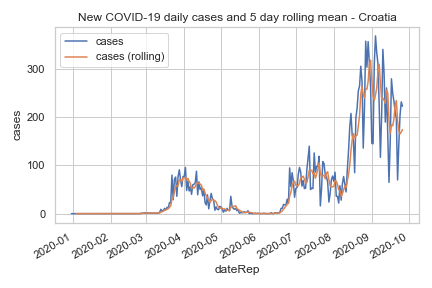 New COVID-19 daily cases and 5 day rolling mean - Croatia
cases
cases (rolling)
300
200
100
0
cases
2020-01
2020-02
2020-03
2020-04
2020-05
2020-06
2020-07
2020-08
2020-09
2020-10
dateRep